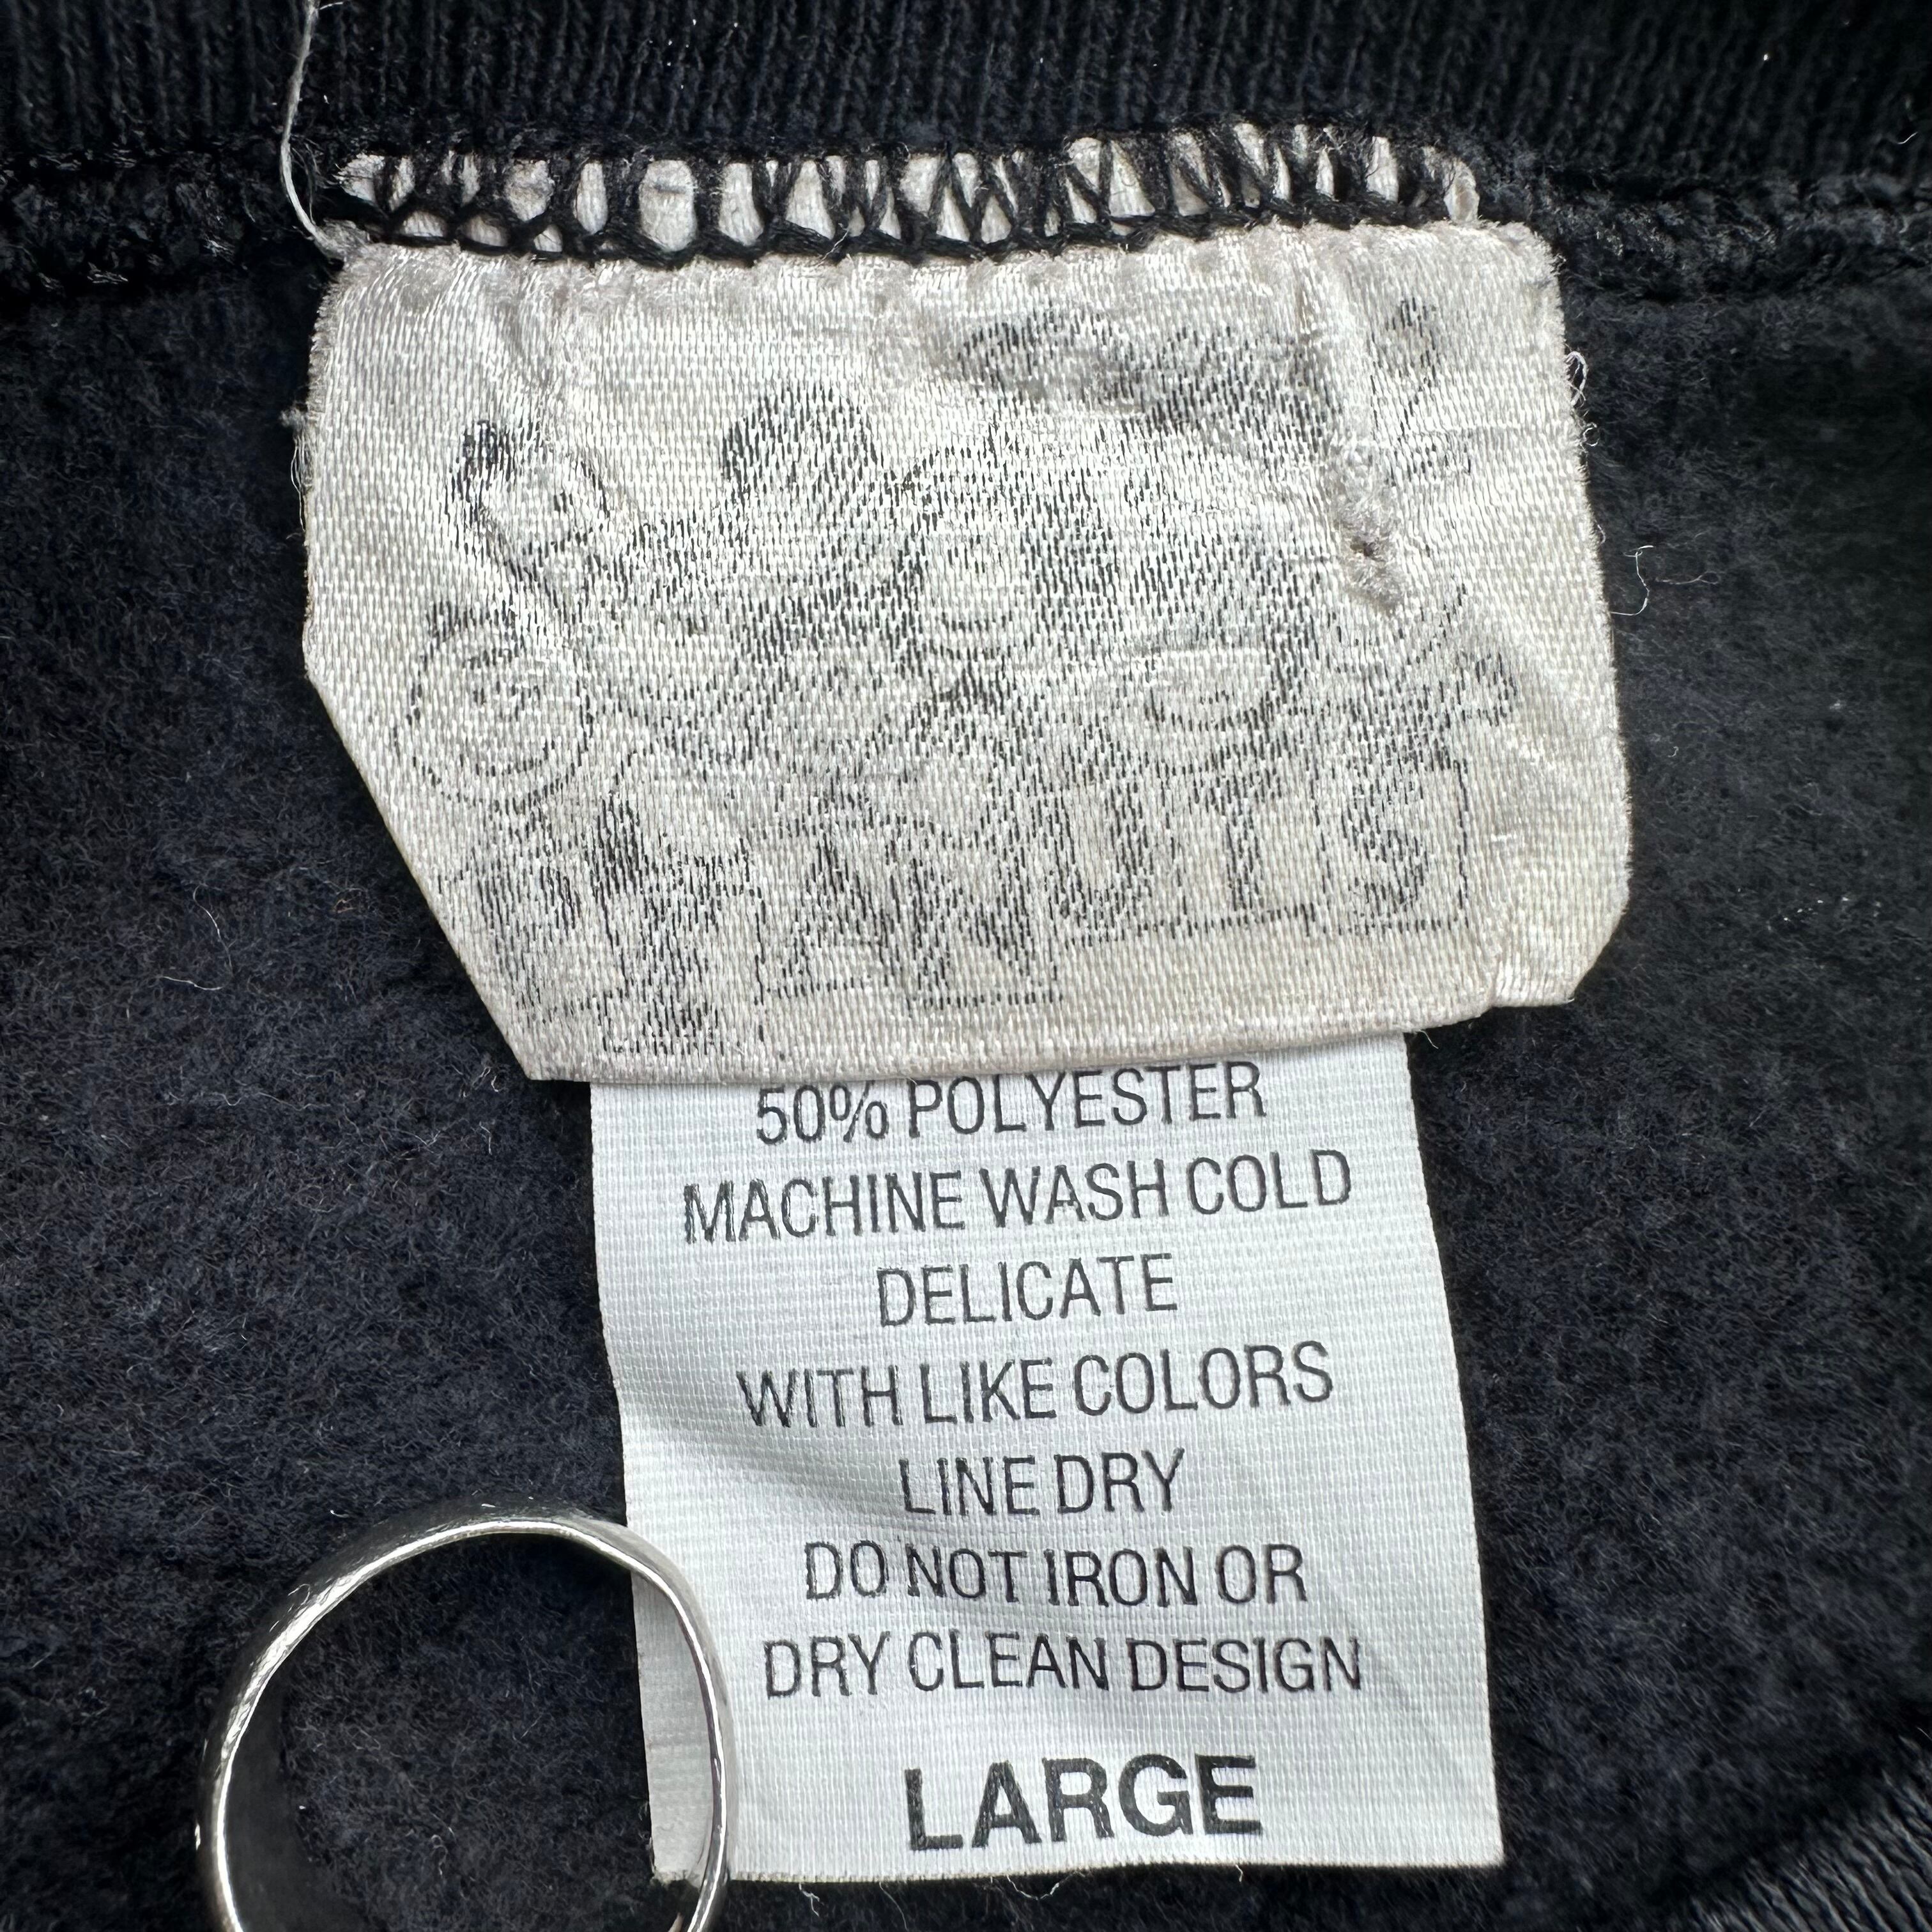 PEANUTS
50% POLYESTER
MACHINE WASH COLD
DELICATE
WITH LIKE COLORS
LINE DRY
DO NOT IRON OR
DRY CLEAN DESIGN
LARGE